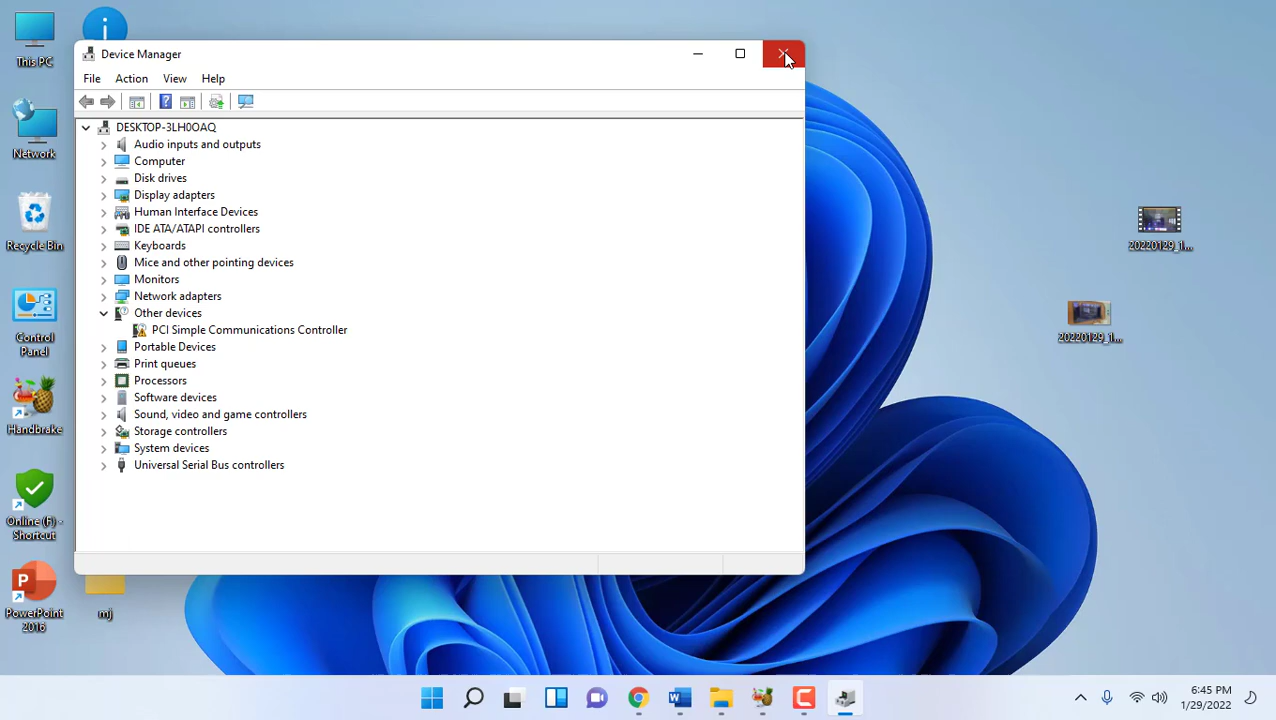 This PC
Network
Recycle Bin
Control
Panel
Handbrake
Online (F) -
Shortcut
PowerPoint
2016
mj
Device Manager
File Action View Help
DESKTOP-3LH0OAQ
Audio inputs and outputs
Computer
Disk drives
Display adapters
Human Interface Devices
IDE ATA/ATAPI controllers
Keyboards
Mice and other pointing devices
Monitors
Network adapters
Other devices
PCI Simple Communications Controller
Portable Devices
Print queues
Processors
Software devices
Sound, video and game controllers
Storage controllers
System devices
Universal Serial Bus controllers
20220129_1...
20220129_1...
6:45 PM
1/29/2022